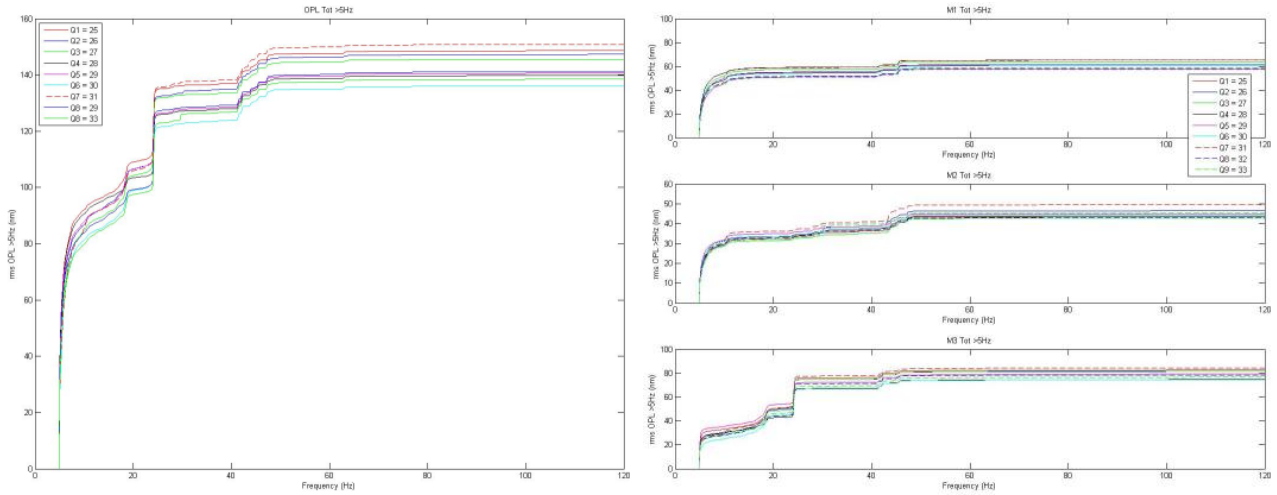 OPL Tot >5Hz
160
140
120
100
80
60
40
20
0
rms OPL >5Hz (nm)
Q1 = 25
Q2 = 26
Q3 = 27
Q4 = 28
Q5 = 29
Q6 = 30
Q7 = 31
Q8 = 29
Q8 = 33
0 20 40 60 80 100 120
Frequency (Hz)
M1 Tot >5Hz
100
80
60
40
20
0
rms OPL >5Hz (nm)
Q1 = 25
Q2 = 26
Q3 = 27
Q4 = 28
Q5 = 29
Q6 = 30
Q7 = 31
Q8 = 32
Q9 = 33
0 20 40 60 80 100 120
Frequency (Hz)
M2 Tot >5Hz
60
50
40
30
20
10
0
rms OPL >5Hz (nm)
0 20 40 60 80 100 120
Frequency (Hz)
M3 Tot >5Hz
100
80
60
40
20
0
rms OPL >5Hz (nm)
0 20 40 60 80 100 120
Frequency (Hz)